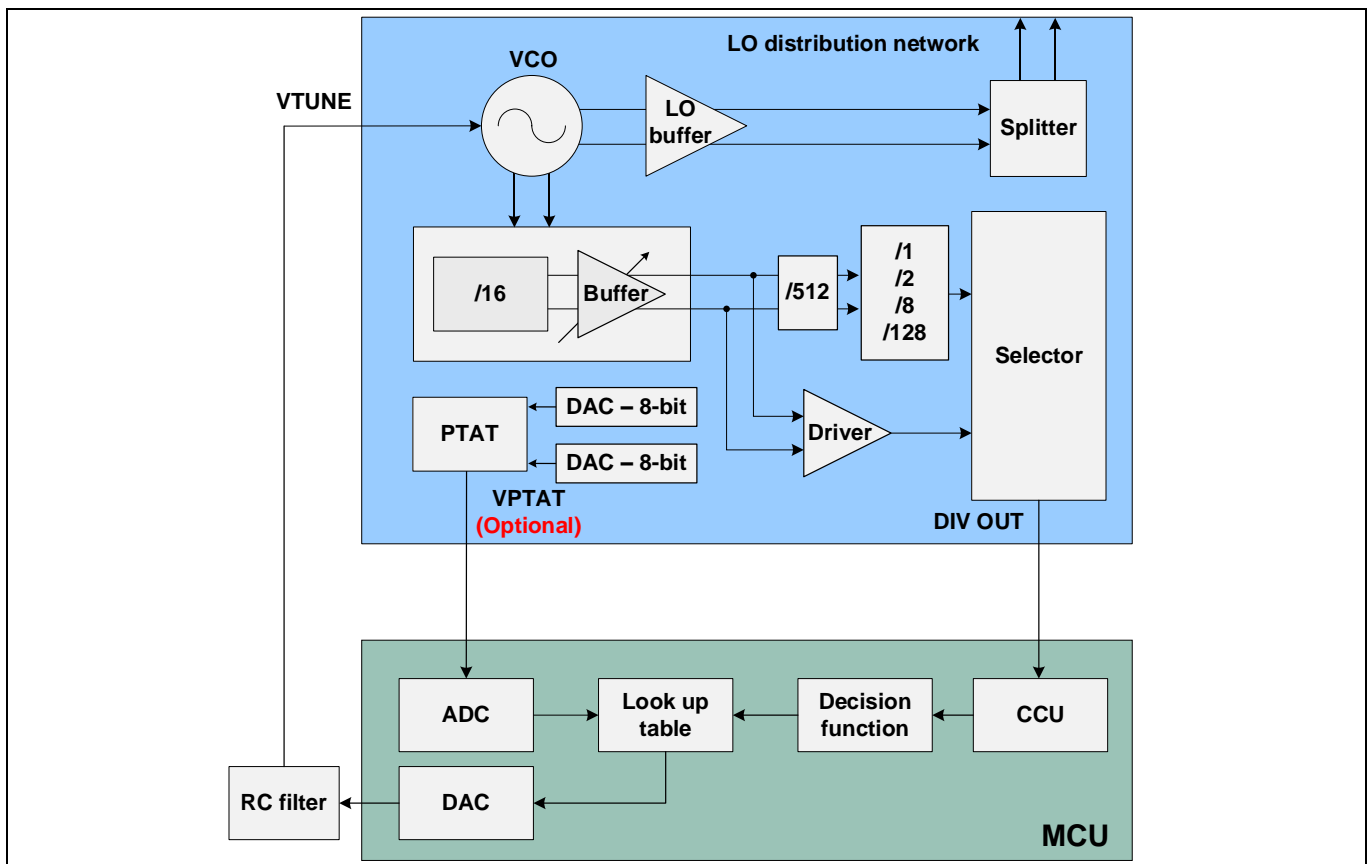 LO distribution network
VCO
VTUNE
LO
buffer
Splitter
/16
Buffer
/512
/1
/2
/8
/128
Selector
DAC – 8-bit
PTAT
DAC – 8-bit
Driver
VPTAT
(Optional)
DIV OUT
ADC
Look up
table
Decision
function
CCU
RC filter
DAC
MCU